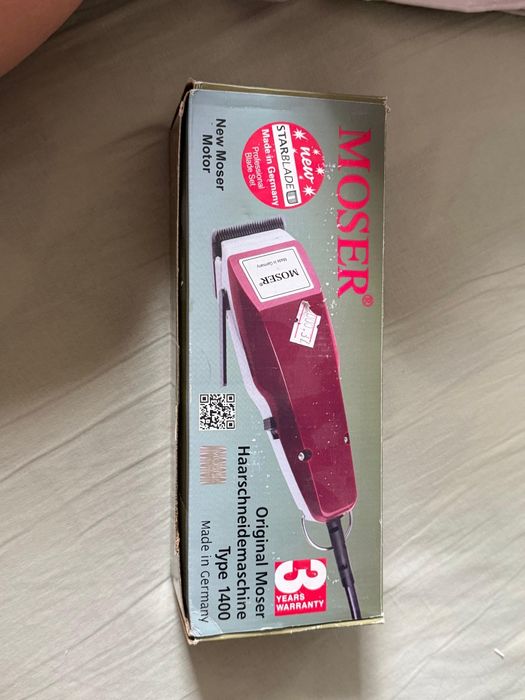 MOSER®
new
STARBLADE
Made in Germany
Professional
Blade Set
New Moser
Motor
MOSER®
Made in Germany
Original Moser
Haarschneidemaschine
Type 1400
Made in Germany
3
YEARS
WARRANTY